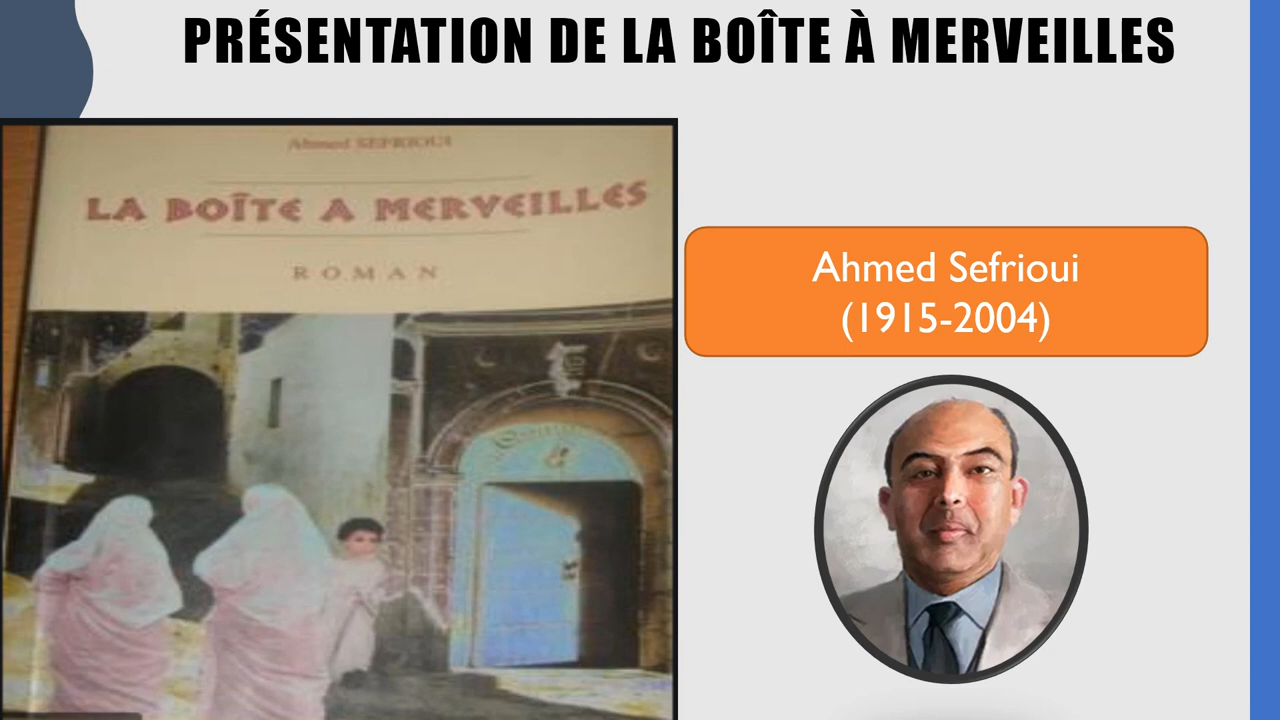 PRÉSENTATION DE LA BOÎTE À MERVEILLES
Ahmed SEFRIOUI
LA BOÎTE A MERVEILLES
ROMAN
Ahmed Sefrioui
(1915-2004)